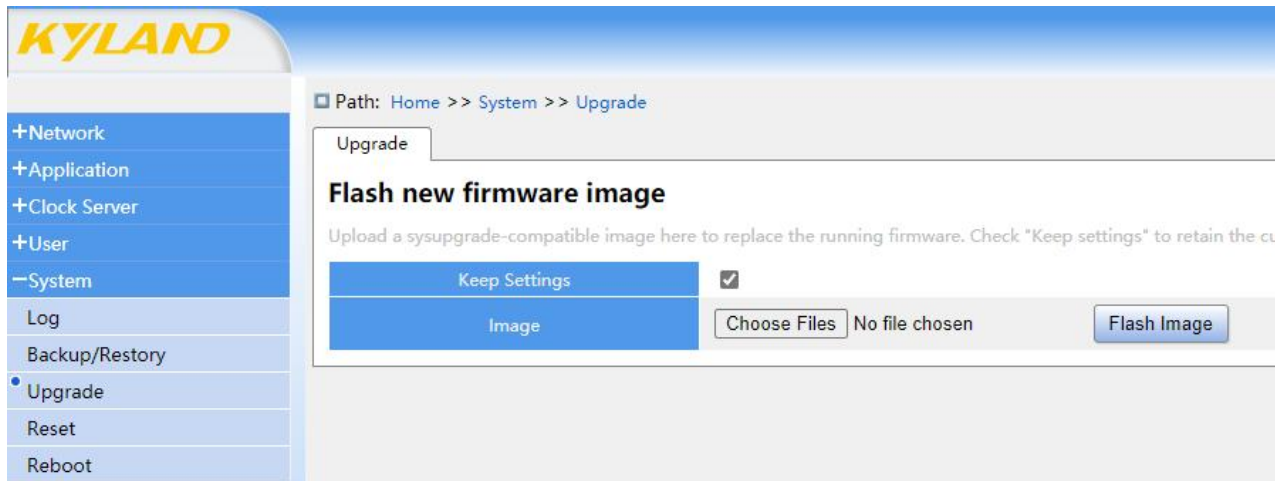 KYLAND
Path: Home >> System >> Upgrade
+Network
+Application
+Clock Server
+User
−System
Log
Backup/Restory
Upgrade
Reset
Reboot
Upgrade
Flash new firmware image
Upload a sysupgrade-compatible image here to replace the running firmware. Check "Keep settings" to retain the
Keep Settings
Image
Choose Files No file chosen
Flash Image